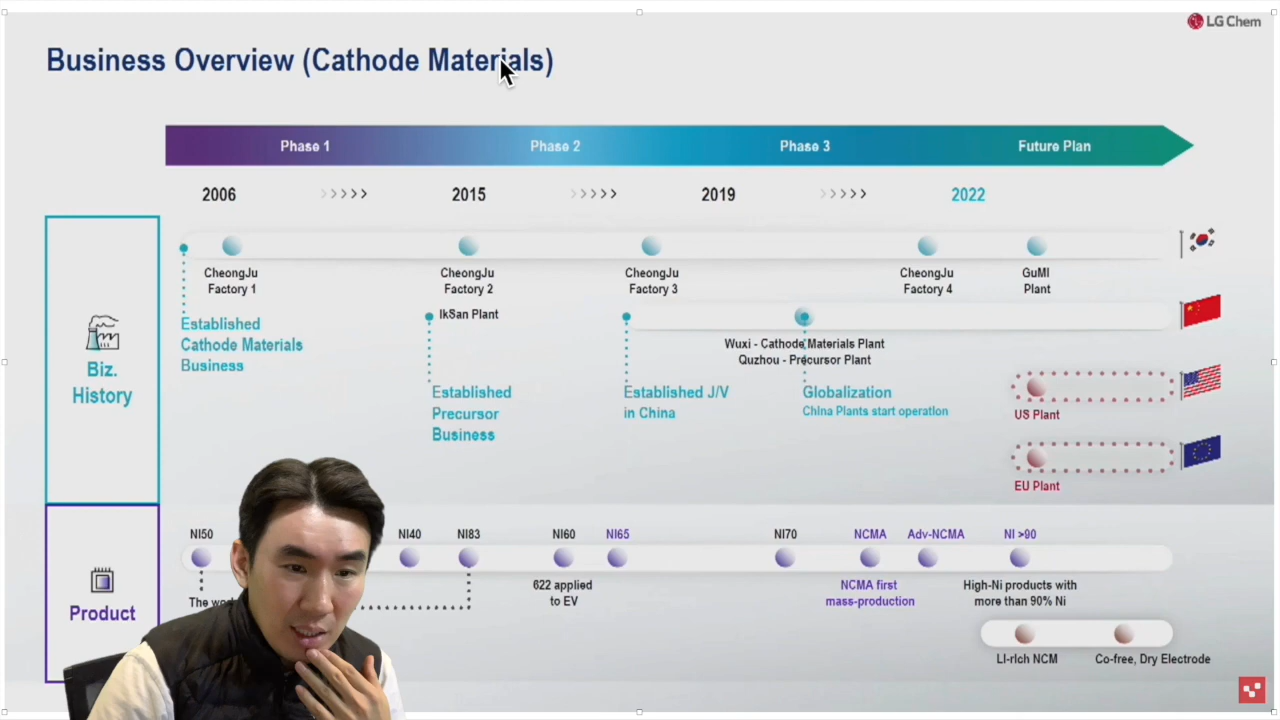 LG Chem
Business Overview (Cathode Materials)
Phase 1
Phase 2
Phase 3
Future Plan
2006
2015
2019
2022
CheongJu
Factory 1
CheongJu
Factory 2
CheongJu
Factory 3
CheongJu
Factory 4
GuMi
Plant
IkSan Plant
Established
Cathode Materials
Business
Wuxi - Cathode Materials Plant
Quzhou - Precursor Plant
Biz.
History
Established
Precursor
Business
Established J/V
in China
Globalization
China Plants start operation
US Plant
EU Plant
NI50
NI40
NI83
NI60
NI65
NI70
NCMA
Adv-NCMA
NI >90
Product
The
622 applied
to EV
NCMA first
mass-production
High-Ni products with
more than 90% Ni
Li-rich NCM
Co-free, Dry Electrode